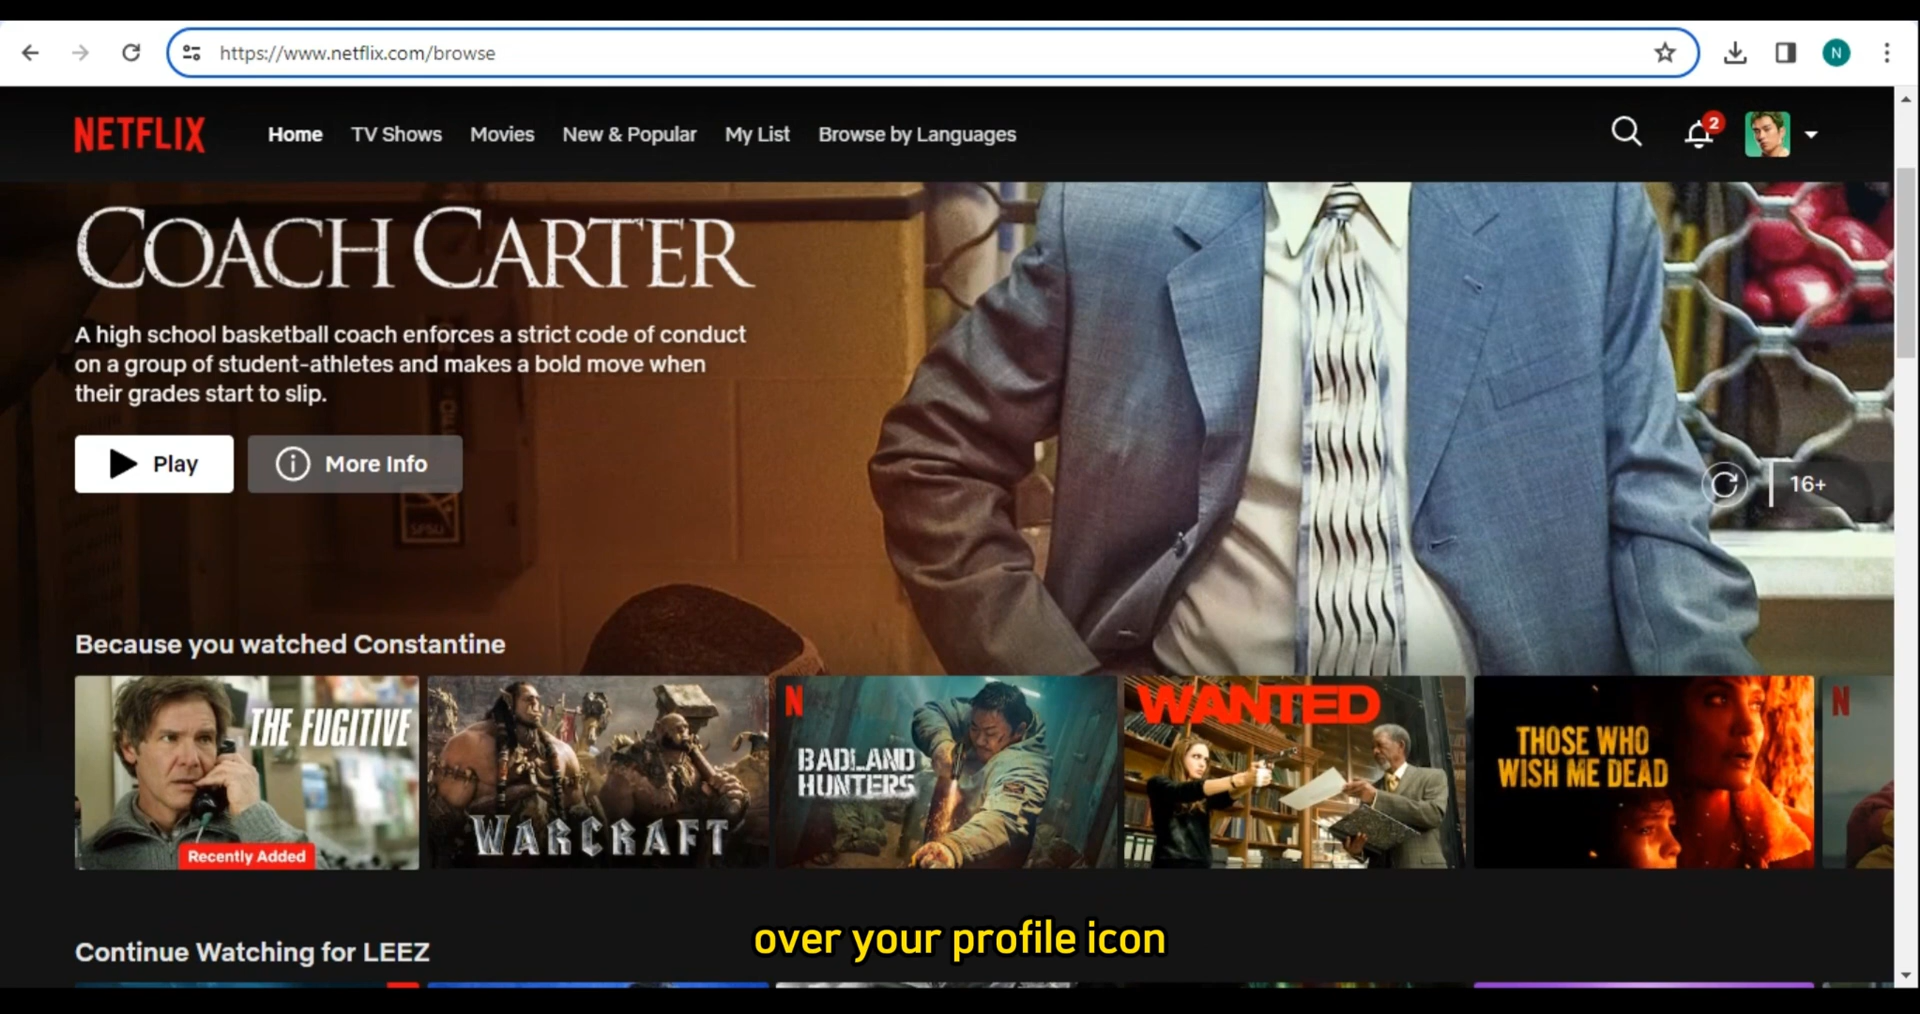 https://www.netflix.com/browse
N
NETFLIX
Home
TV Shows
Movies
New & Popular
My List
Browse by Languages
2
COACH CARTER
A high school basketball coach enforces a strict code of conduct
on a group of student-athletes and makes a bold move when
their grades start to slip.
Play
More Info
16+
Because you watched Constantine
THE FUGITIVE
Recently Added
WARCRAFT
N
BADLAND
HUNTERS
WANTED
THOSE WHO
WISH ME DEAD
N
over your profile icon
Continue Watching for LEEZ